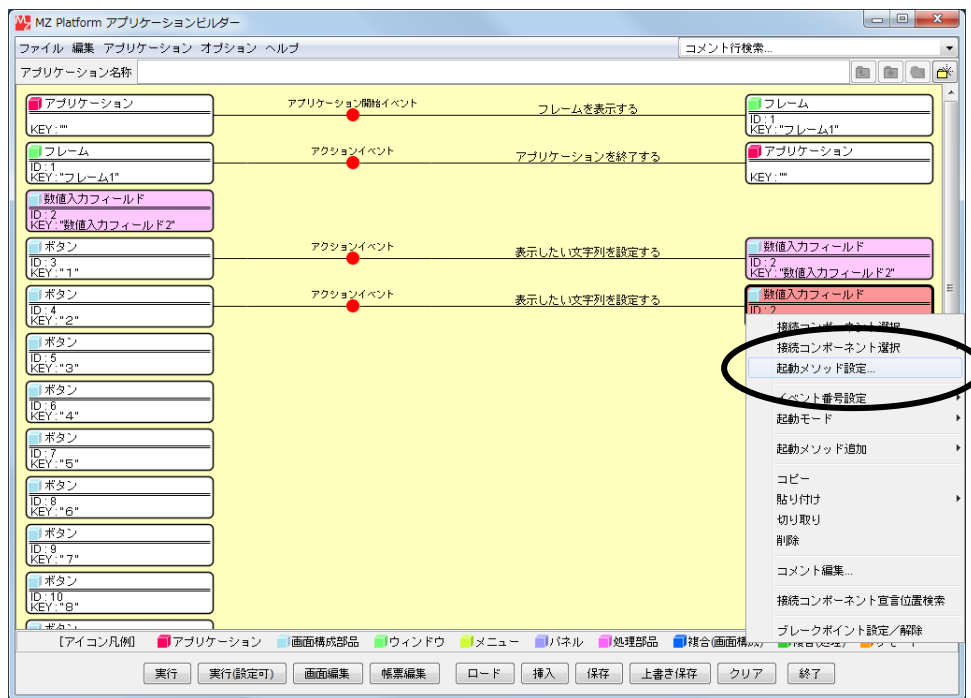 MZ Platform アプリケーションビルダー
ファイル 編集 アプリケーション オプション ヘルプ
コメント行検索...
アプリケーション名称
アプリケーション
KEY:""
アプリケーション開始イベント
フレームを表示する
フレーム
ID:1
KEY:"フレーム1"
フレーム
ID:1
KEY:"フレーム1"
アクションイベント
アプリケーションを終了する
アプリケーション
KEY:""
数値入力フィールド
ID:2
KEY:"数値入力フィールド2"
ボタン
ID:3
KEY:"1"
アクションイベント
表示したい文字列を設定する
数値入力フィールド
ID:2
KEY:"数値入力フィールド2"
ボタン
ID:4
KEY:"2"
アクションイベント
表示したい文字列を設定する
数値入力フィールド
ID:2
ボタン
ID:5
KEY:"3"
ボタン
ID:6
KEY:"4"
ボタン
ID:7
KEY:"5"
ボタン
ID:8
KEY:"6"
ボタン
ID:9
KEY:"7"
ボタン
ID:10
KEY:"8"
ボタン
接続コンポーネント選択
接続コンポーネント選択
起動メソッド設定...
イベント番号設定
起動モード
起動メソッド追加
コピー
貼り付け
切り取り
削除
コメント編集...
接続コンポーネント宣言位置検索
ブレークポイント設定/解除
[アイコン凡例] アプリケーション 画面構成部品 ウィンドウ メニュー パネル 処理部品 複合(画面構成) 複合(処理) リモート
実行 実行(設定可) 画面編集 帳票編集 ロード 挿入 保存 上書き保存 クリア 終了